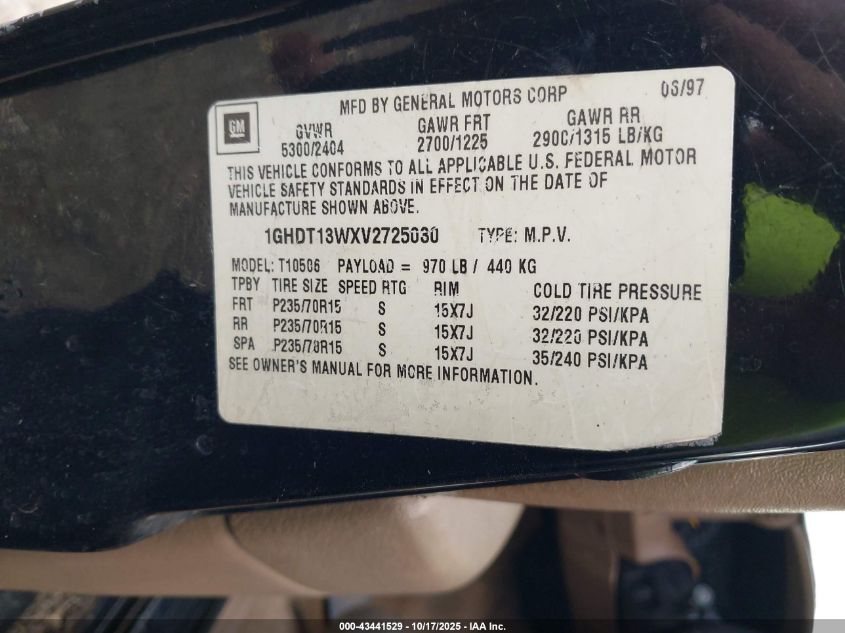 MFD BY GENERAL MOTORS CORP 06/97
GM
GVWR GAWR FRT GAWR RR
5300/2404 2700/1225 2900/1315 LB/KG
THIS VEHICLE CONFORMS TO ALL APPLICABLE U.S. FEDERAL MOTOR
VEHICLE SAFETY STANDARDS IN EFFECT ON THE DATE OF
MANUFACTURE SHOWN ABOVE.
1GHDT13WXV2725030 TYPE: M.P.V.
MODEL: T10506 PAYLOAD = 970 LB / 440 KG
TPBY TIRE SIZE SPEED RTG RIM COLD TIRE PRESSURE
FRT P235/70R15 S 15X7J 32/220 PSI/KPA
RR P235/70R15 S 15X7J 32/220 PSI/KPA
SPA P235/70R15 S 15X7J 35/240 PSI/KPA
SEE OWNER'S MANUAL FOR MORE INFORMATION.
000-43441529 - 10/17/2025 - IAA Inc.